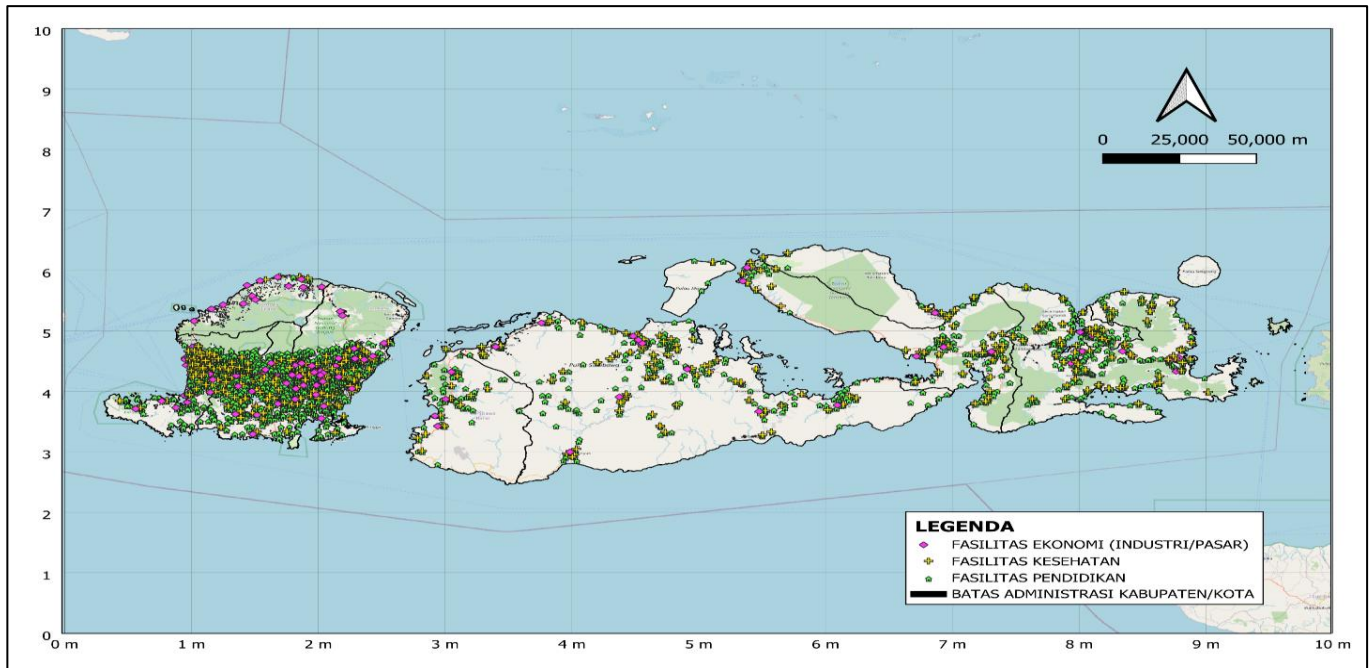 10
9
8
7
6
5
4
3
2
1
0
0 m
1 m
2 m
3 m
4 m
5 m
6 m
7 m
8 m
9 m
10 m
0 25,000 50,000 m
LEGENDA
FASILITAS EKONOMI (INDUSTRI/PASAR)
FASILITAS KESEHATAN
FASILITAS PENDIDIKAN
BATAS ADMINISTRASI KABUPATEN/KOTA